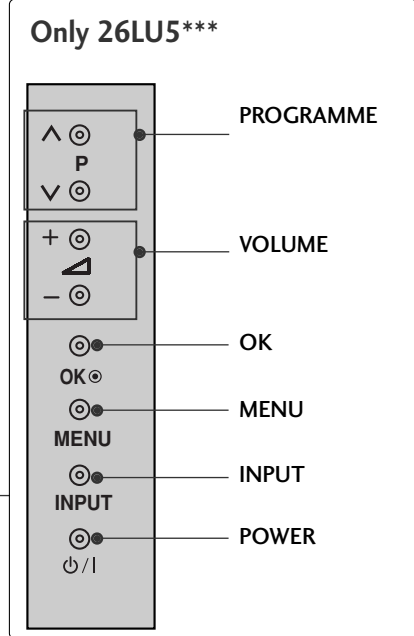 Only 26LU5***
PROGRAMME
P
+
VOLUME
−
OK
OK
MENU
MENU
INPUT
INPUT
POWER
⏻/I